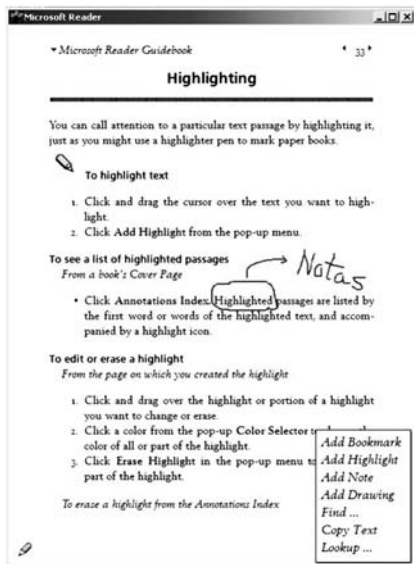 Microsoft Reader
Microsoft Reader Guidebook
33
Highlighting
You can call attention to a particular text passage by highlighting it,
just as you might use a highlighter pen to mark paper books.
To highlight text
1. Click and drag the cursor over the text you want to high-
light.
2. Click Add Highlight from the pop-up menu.
To see a list of highlighted passages
From a book's Cover Page
Notas
• Click Annotations Index. Highlighted passages are listed by
the first word or words of the highlighted text, and accom-
panied by a highlight icon.
To edit or erase a highlight
From the page on which you created the highlight
1. Click and drag over the highlight or portion of a highlight
you want to change or erase.
2. Click a color from the pop-up Color Selector
color of all or part of the highlight.
3. Click Erase Highlight in the pop-up menu
part of the highlight.
To erase a highlight from the Annotations Index
Add Bookmark
Add Highlight
Add Note
Add Drawing
Find ...
Copy Text
Lookup ...